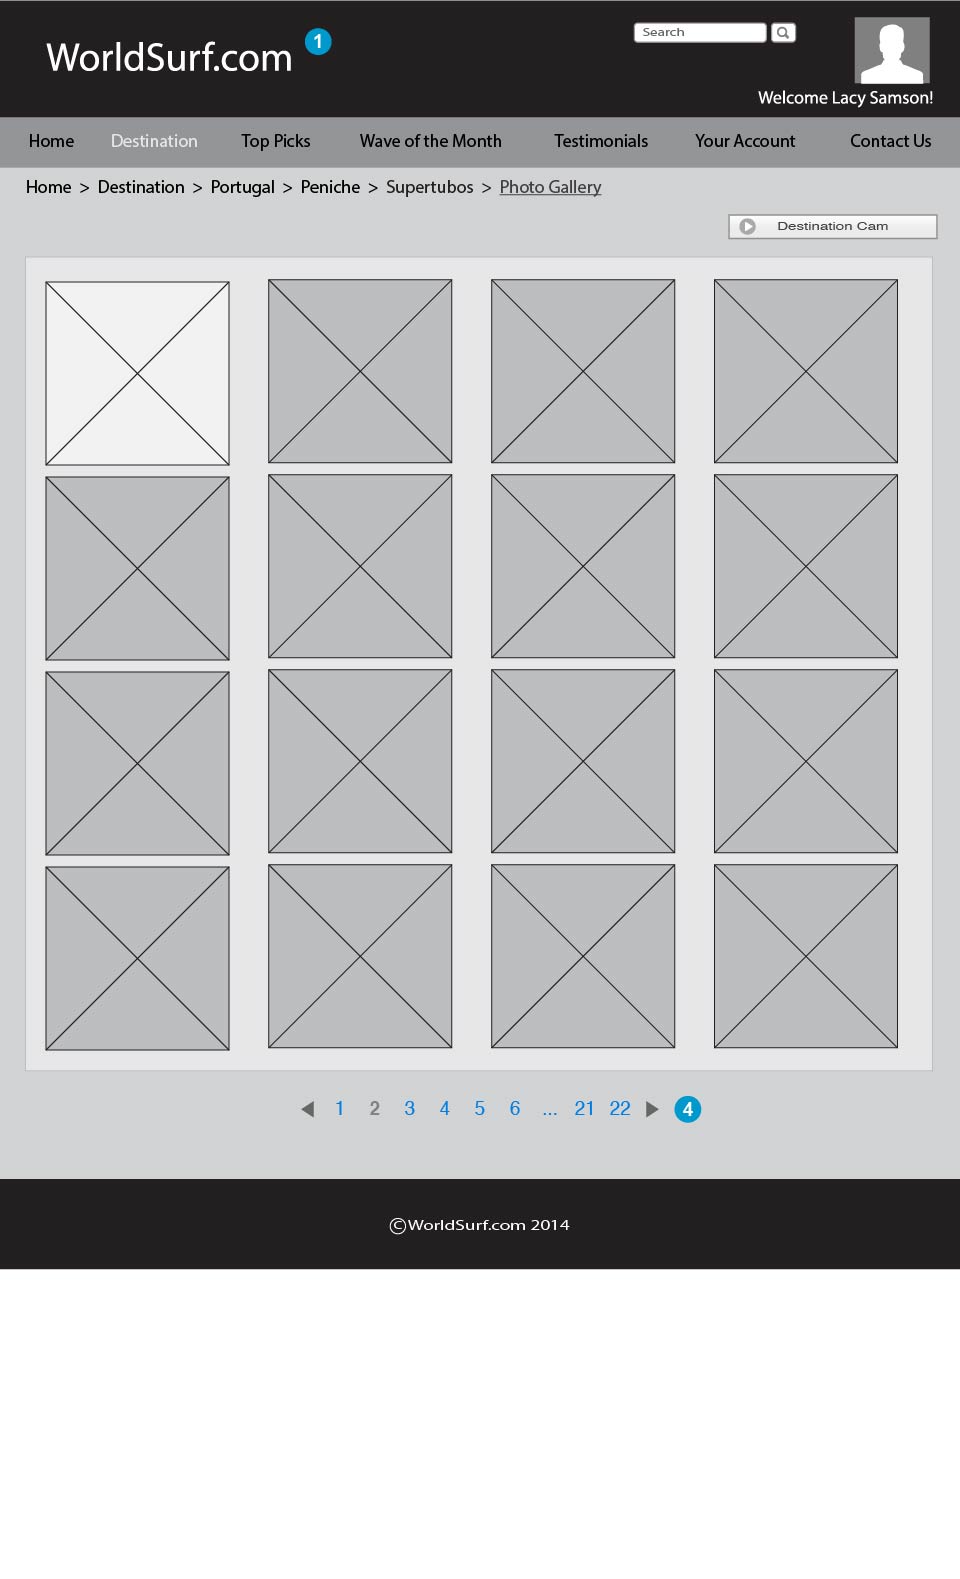 WorldSurf.com 1
Search
Welcome Lacy Samson!
Home Destination Top Picks Wave of the Month Testimonials Your Account Contact Us
Home > Destination > Portugal > Peniche > Supertubos > Photo Gallery
Destination Cam
1 2 3 4 5 6 ... 21 22 4
©WorldSurf.com 2014